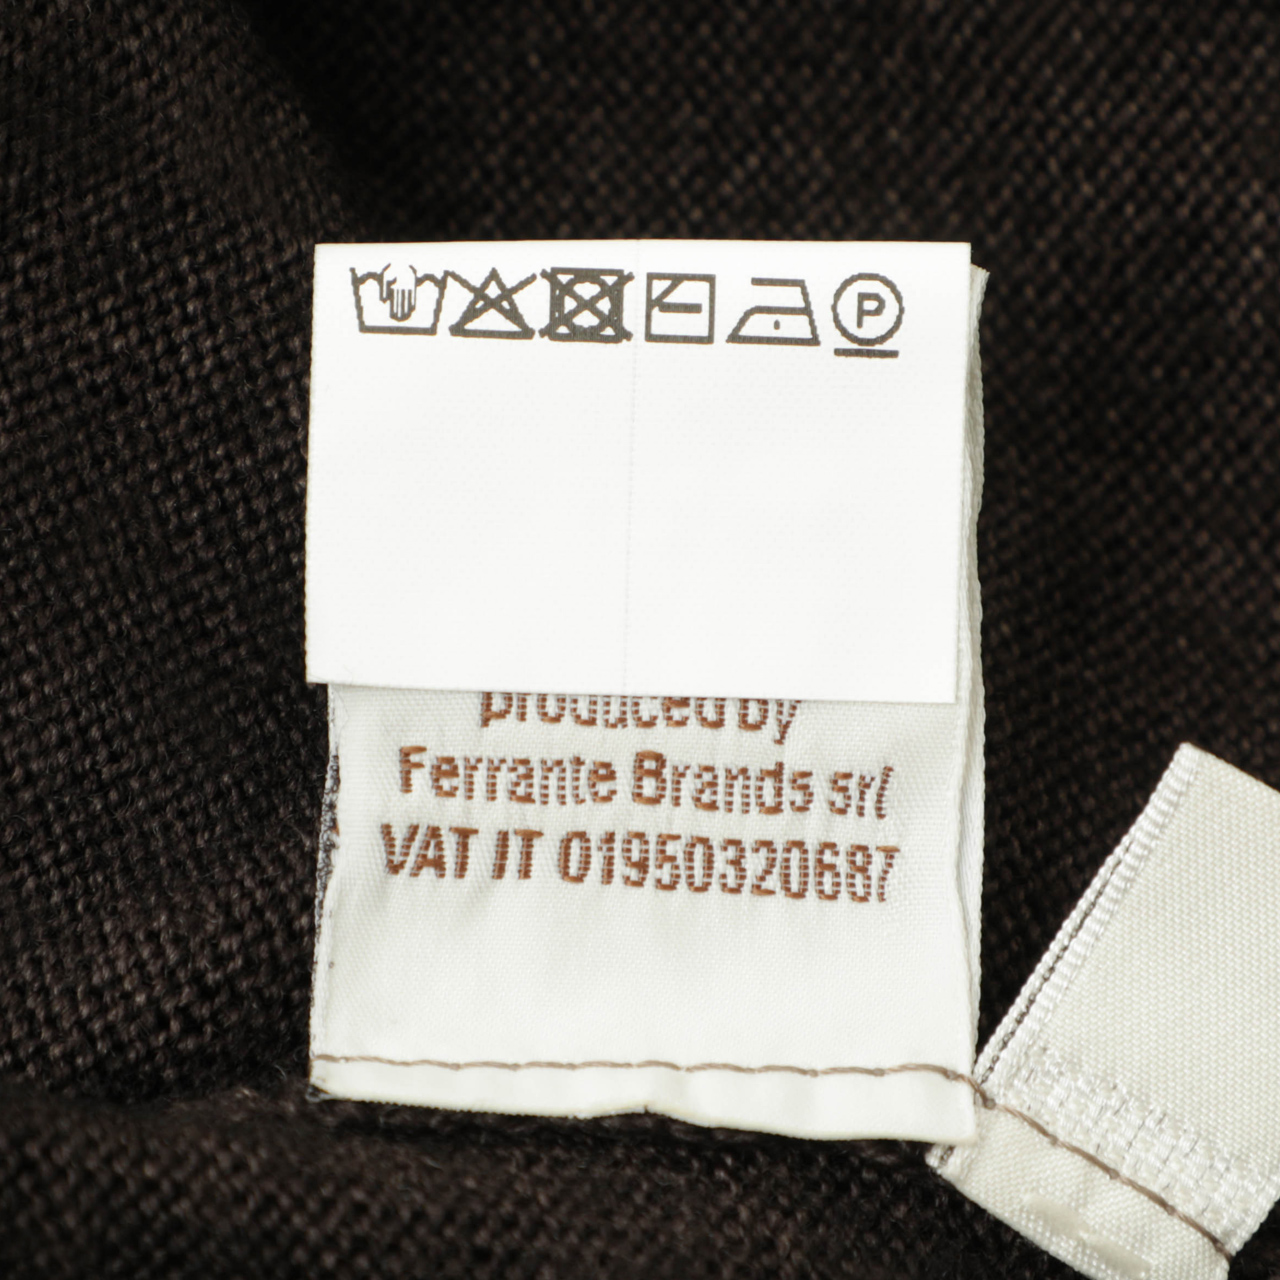 P
produced by
Ferrante Brands srl
VAT IT 01950320687